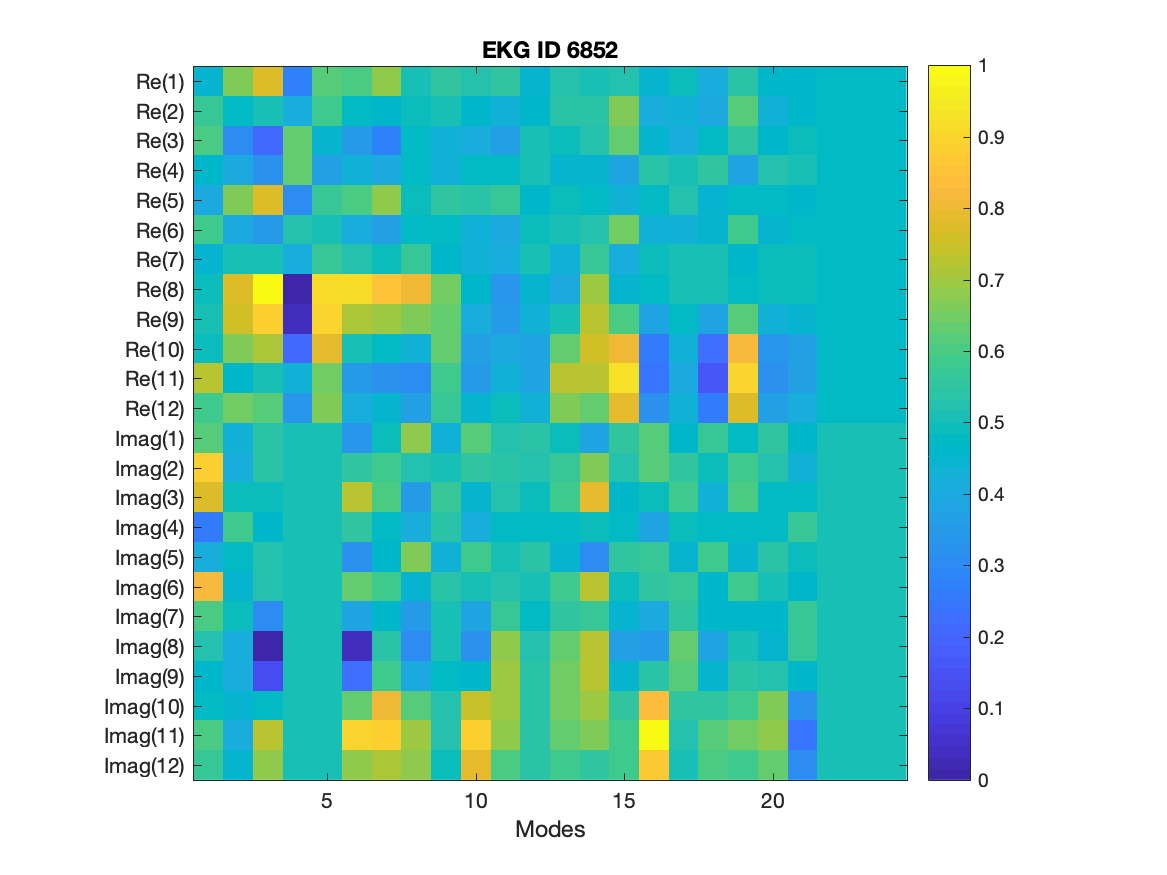 EKG ID 6852
Re(1)
Re(2)
Re(3)
Re(4)
Re(5)
Re(6)
Re(7)
Re(8)
Re(9)
Re(10)
Re(11)
Re(12)
Imag(1)
Imag(2)
Imag(3)
Imag(4)
Imag(5)
Imag(6)
Imag(7)
Imag(8)
Imag(9)
Imag(10)
Imag(11)
Imag(12)
5 10 15 20
Modes
1
0.9
0.8
0.7
0.6
0.5
0.4
0.3
0.2
0.1
0